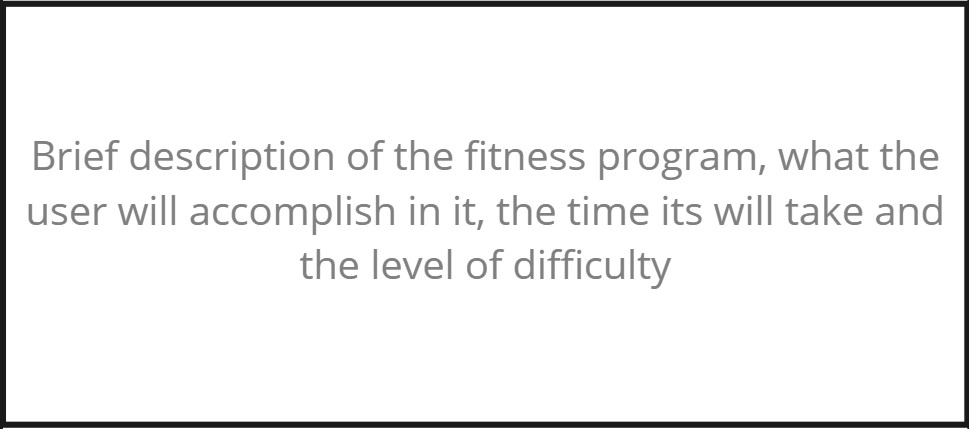 Brief description of the fitness program, what the
user will accomplish in it, the time its will take and
the level of difficulty